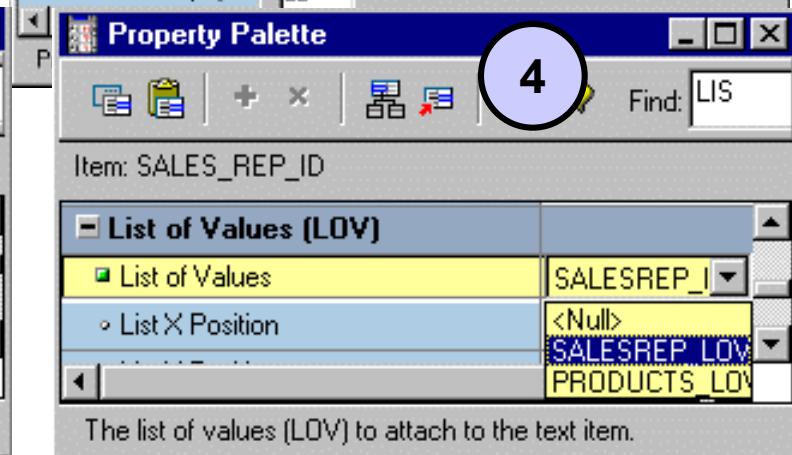 Property Palette
4
Find: LIS
Item: SALES_REP_ID
List of Values (LOV)
List of Values SALESREP_
List X Position <Null>
SALESREP_LOV
PRODUCTS_LOV
The list of values (LOV) to attach to the text item.